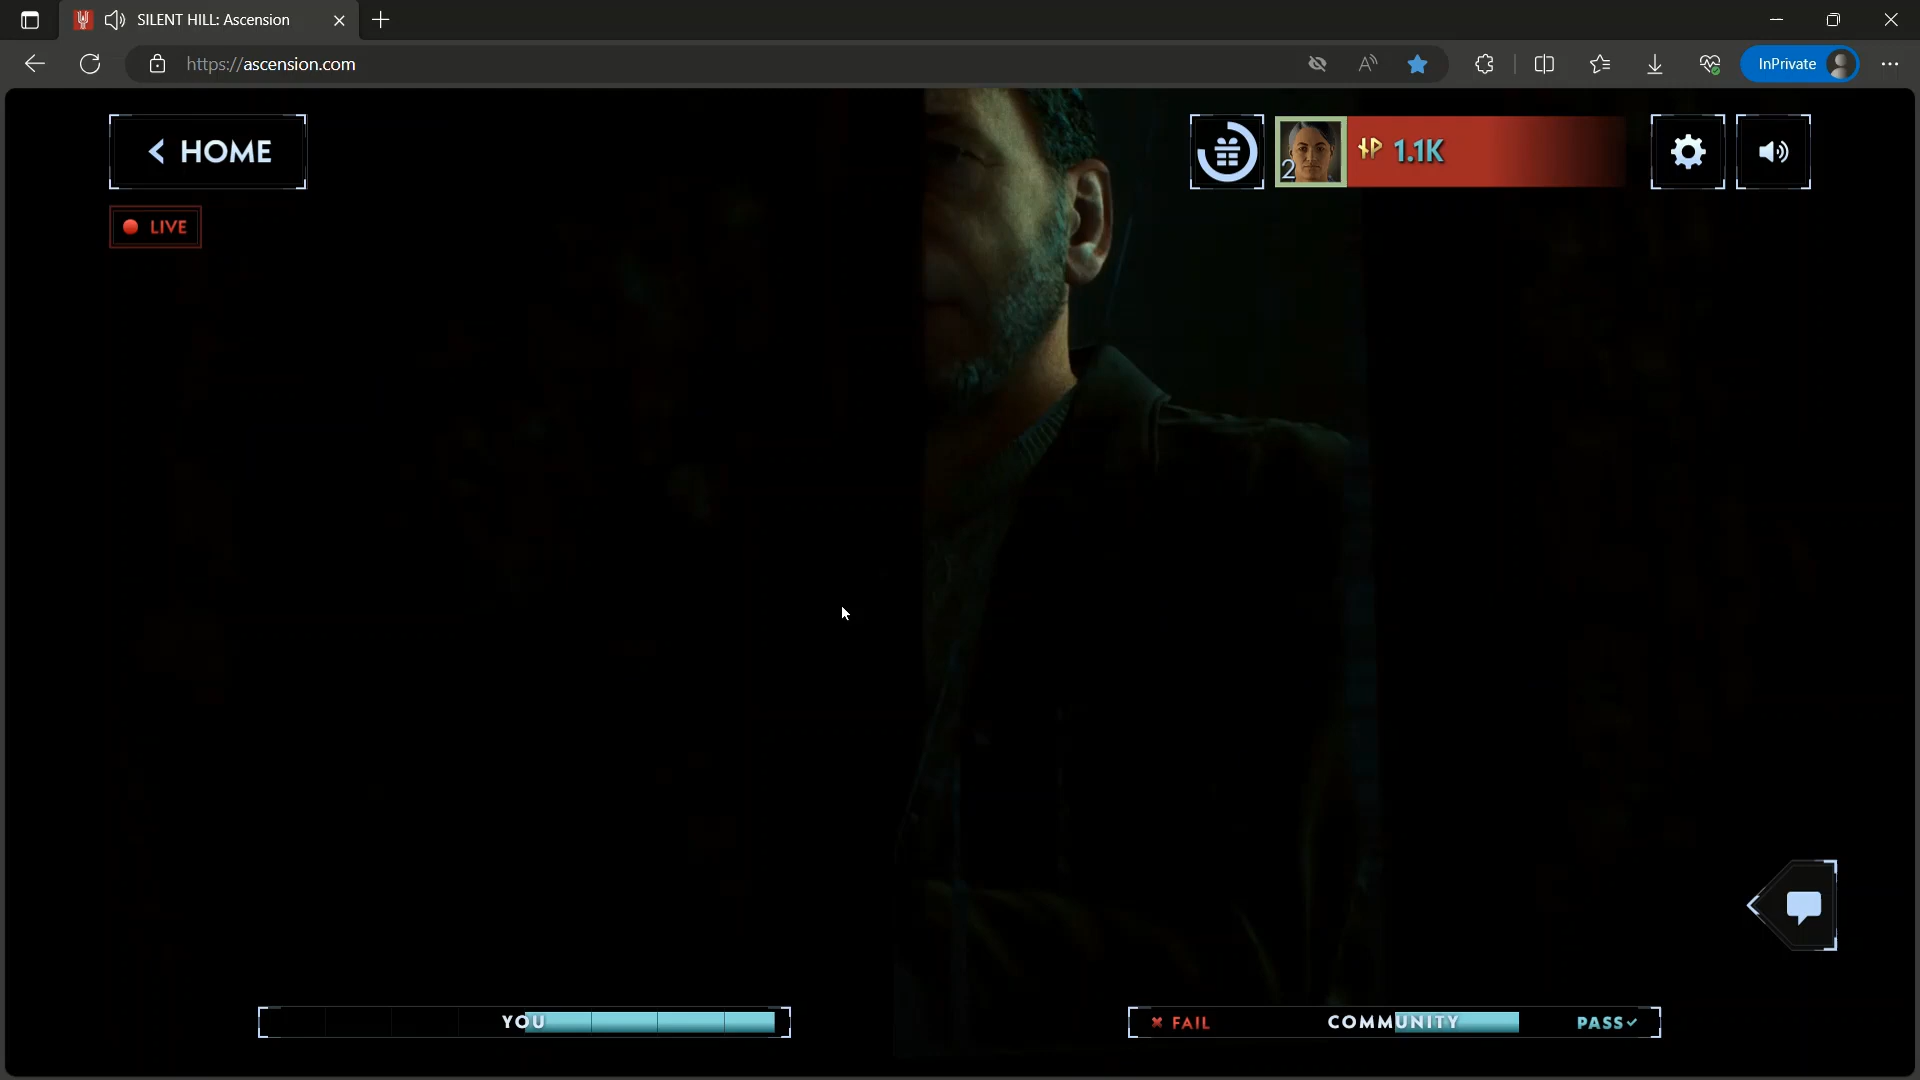 SILENT HILL: Ascension
https://ascension.com
InPrivate
HOME
2
1.1K
LIVE
YOU
FAIL
COMMUNITY
PASS